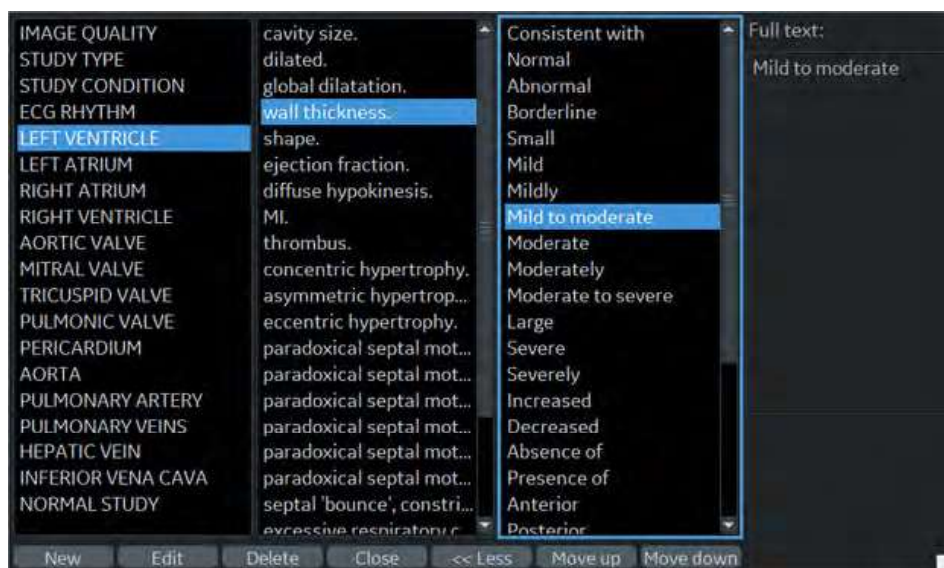 IMAGE QUALITY
STUDY TYPE
STUDY CONDITION
ECG RHYTHM
LEFT VENTRICLE
LEFT ATRIUM
RIGHT ATRIUM
RIGHT VENTRICLE
AORTIC VALVE
MITRAL VALVE
TRICUSPID VALVE
PULMONIC VALVE
PERICARDIUM
AORTA
PULMONARY ARTERY
PULMONARY VEINS
HEPATIC VEIN
INFERIOR VENA CAVA
NORMAL STUDY
cavity size.
dilated.
global dilatation.
wall thickness.
shape.
ejection fraction.
diffuse hypokinesis.
MI.
thrombus.
concentric hypertrophy.
asymmetric hypertrop...
eccentric hypertrophy.
paradoxical septal mot...
paradoxical septal mot...
paradoxical septal mot...
paradoxical septal mot...
paradoxical septal mot...
paradoxical septal mot...
septal 'bounce', constri...
excessive respiratory c
Consistent with
Normal
Abnormal
Borderline
Small
Mild
Mildly
Mild to moderate
Moderate
Moderately
Moderate to severe
Large
Severe
Severely
Increased
Decreased
Absence of
Presence of
Anterior
Posterior
Full text:
Mild to moderate
New Edit Delete Close << Less Move up Move down